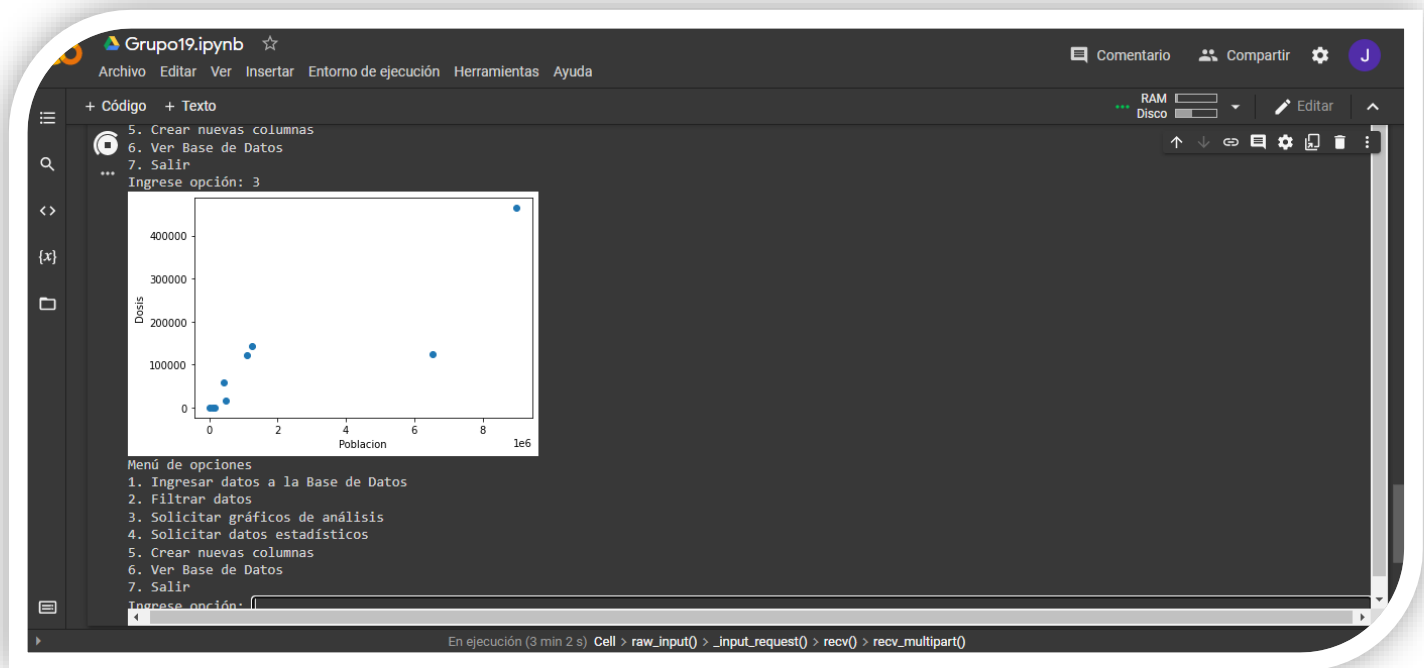 Grupo19.ipynb
Comentario Compartir J
Archivo Editar Ver Insertar Entorno de ejecución Herramientas Ayuda
+ Código + Texto
RAM
Disco
Editar
5. Crear nuevas columnas
6. Ver Base de Datos
7. Salir
Ingrese opción: 3
{x}
400000
300000
200000
100000
0
Dosis
0 2 4 6 8
Poblacion 1e6
Menú de opciones
1. Ingresar datos a la Base de Datos
2. Filtrar datos
3. Solicitar gráficos de análisis
4. Solicitar datos estadísticos
5. Crear nuevas columnas
6. Ver Base de Datos
7. Salir
Ingrese opción:
En ejecución (3 min 2 s) Cell > raw_input() > _input_request() > recv() > recv_multipart()